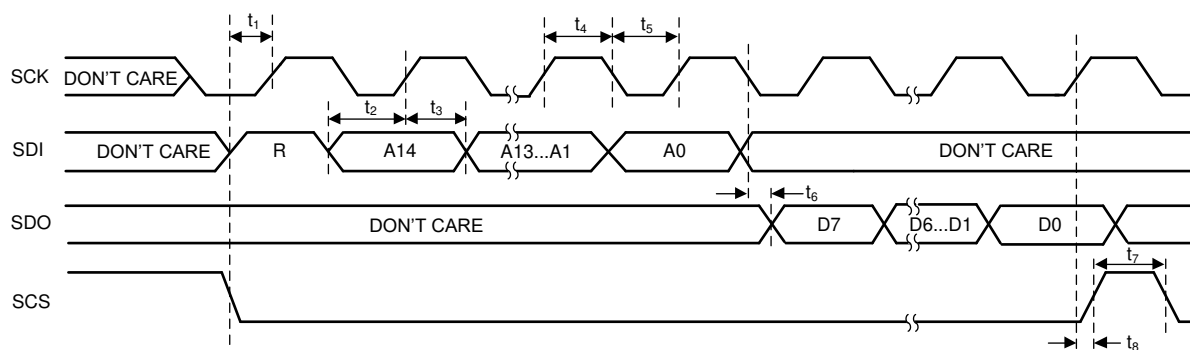 t1 t4 t5
SCK DON'T CARE
t2 t3
SDI DON'T CARE R A14 A13...A1 A0 DON'T CARE
t6
SDO DON'T CARE D7 D6...D1 D0
t7
SCS
t8